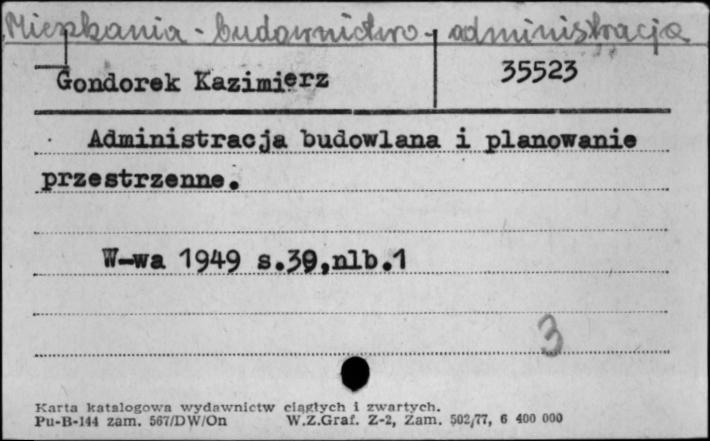 Mieszkania - budownictwo - administracja
Gondorek Kazimierz 35523
Administracja budowlana i planowanie
przestrzenne.
W-wa 1949 s.39,nlb.1
3
Karta katalogowa wydawnictw ciągłych i zwartych.
Pu-B-144 zam. 567/DW/On W.Z.Graf. Z-2, Zam. 502/77, 6 400 000